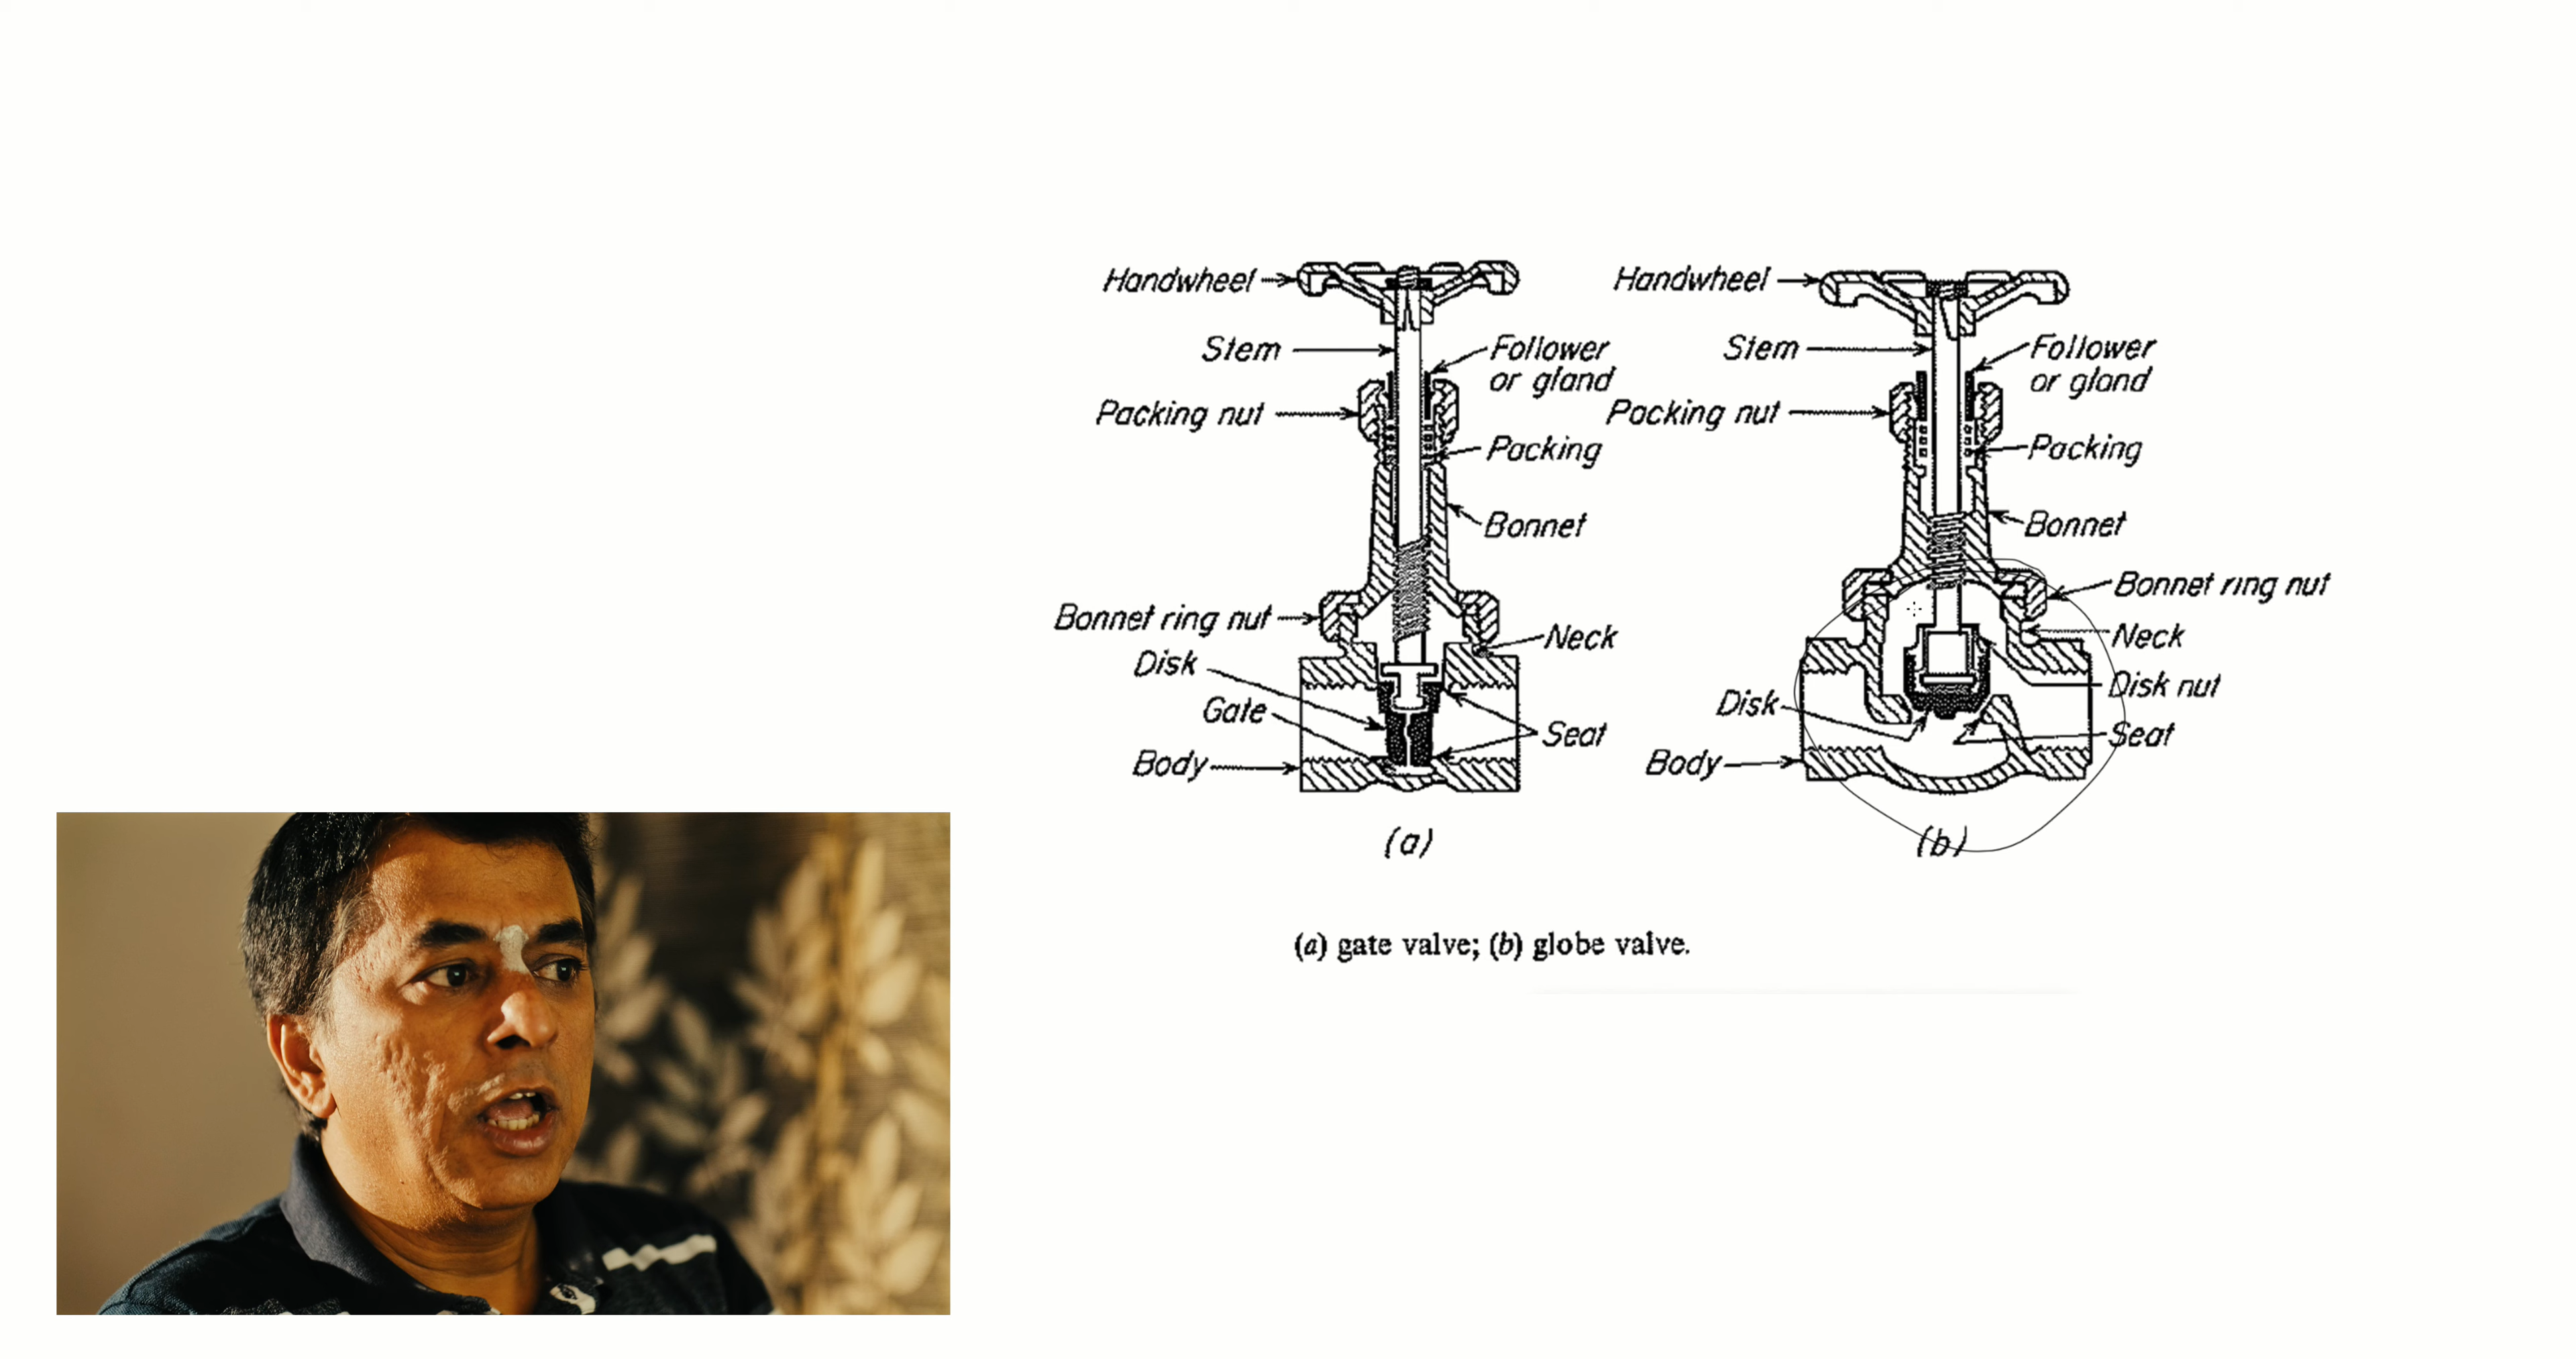 Handwheel
Stem
Follower
or gland
Packing nut
Packing
Bonnet
Bonnet ring nut
Neck
Disk
Gate
Seat
Body
(a)
Handwheel
Stem
Follower
or gland
Packing nut
Packing
Bonnet
Bonnet ring nut
Neck
Disk nut
Disk
Seat
Body
(b)
(a) gate valve; (b) globe valve.